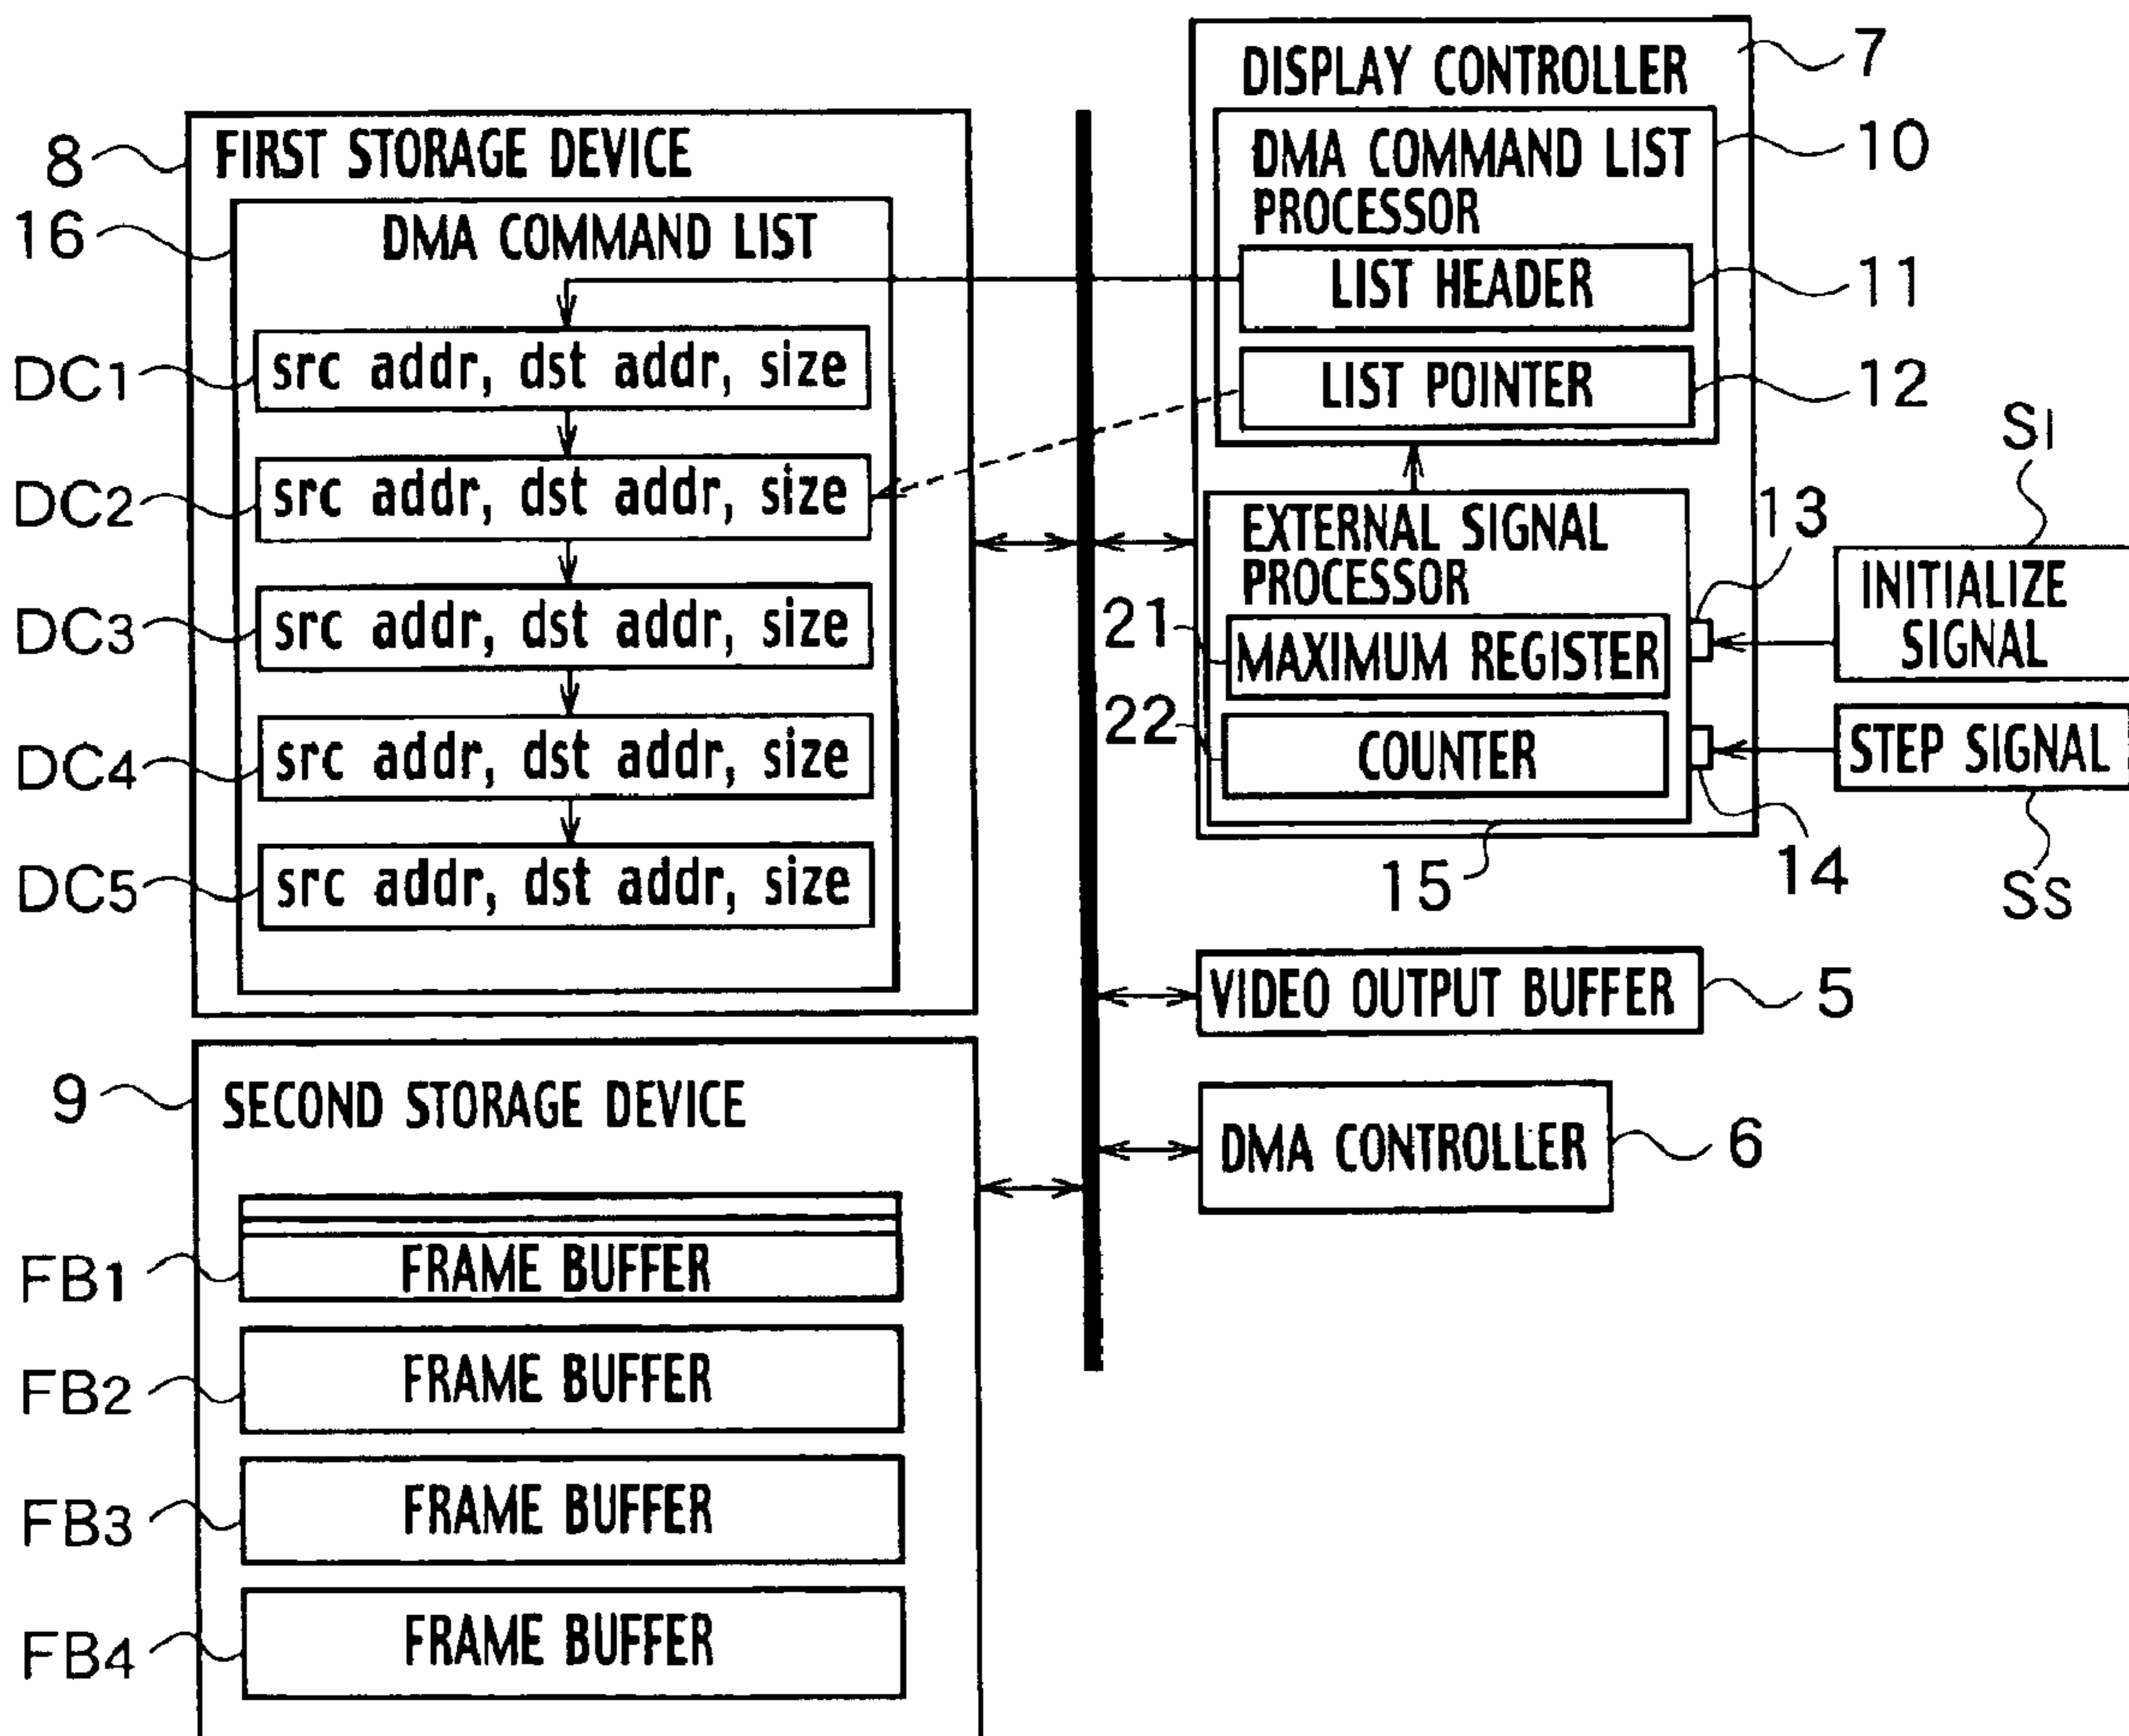 DISPLAY CONTROLLER
7
DMA COMMAND LIST
PROCESSOR
10
LIST HEADER
11
LIST POINTER
12
EXTERNAL SIGNAL
PROCESSOR
13
21
MAXIMUM REGISTER
22
COUNTER
15
14
SI
INITIALIZE
SIGNAL
STEP SIGNAL
SS
8
FIRST STORAGE DEVICE
16
DMA COMMAND LIST
DC1
src addr, dst addr, size
DC2
src addr, dst addr, size
DC3
src addr, dst addr, size
DC4
src addr, dst addr, size
DC5
src addr, dst addr, size
VIDEO OUTPUT BUFFER
5
DMA CONTROLLER
6
9
SECOND STORAGE DEVICE
FB1
FRAME BUFFER
FB2
FRAME BUFFER
FB3
FRAME BUFFER
FB4
FRAME BUFFER